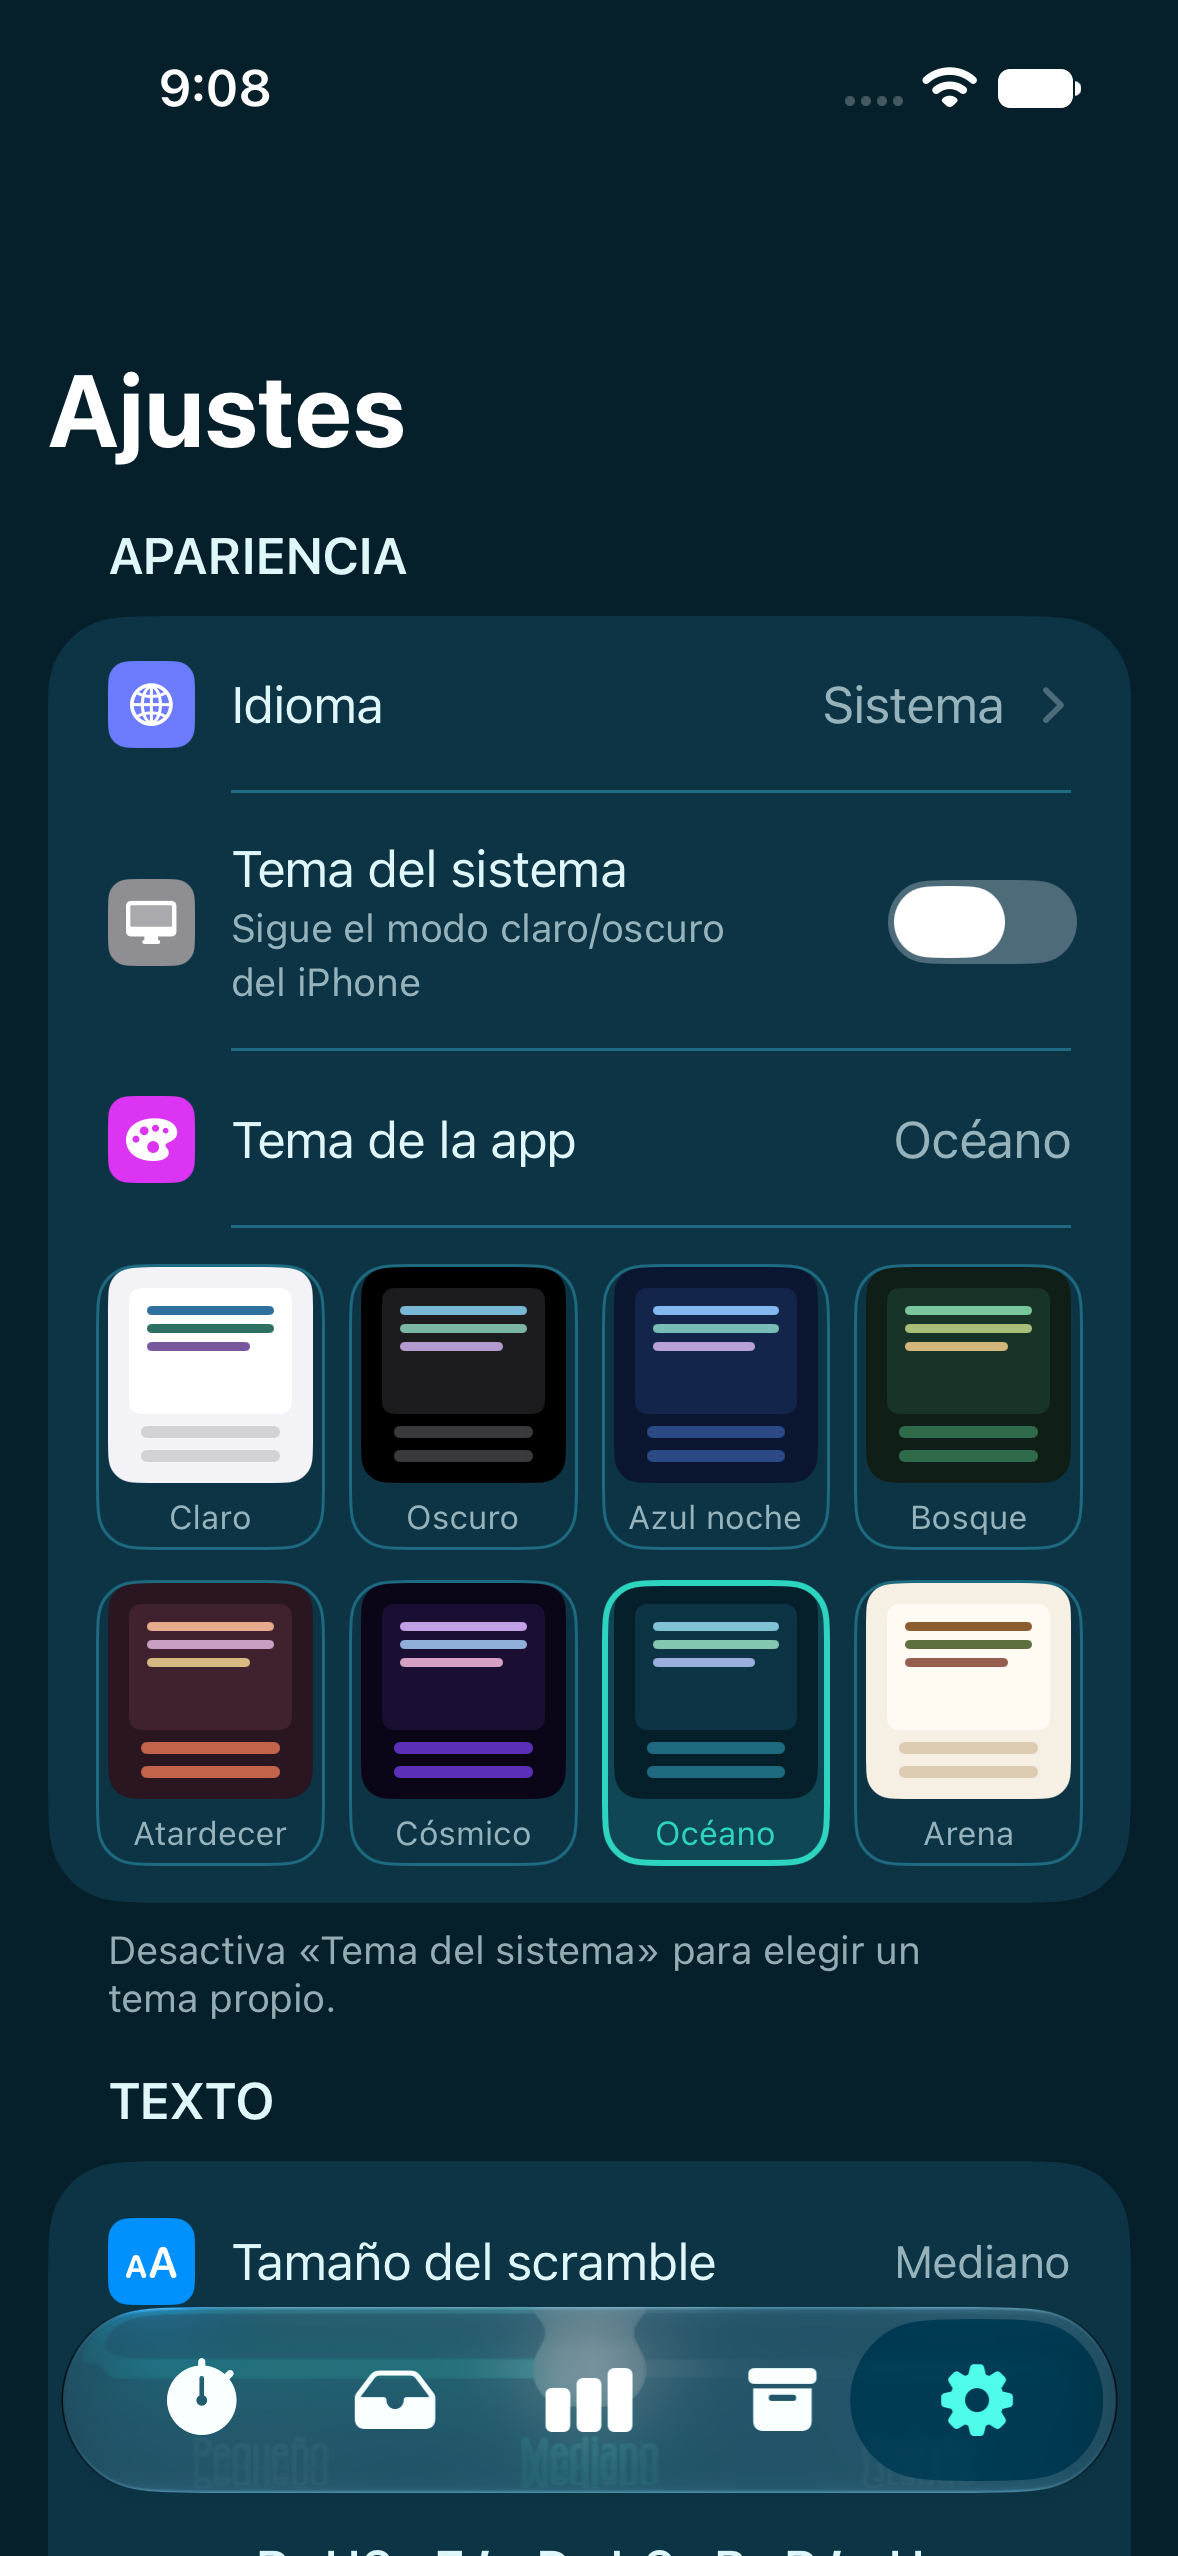 9:08
Ajustes
APARIENCIA
Idioma
Sistema
Tema del sistema
Sigue el modo claro/oscuro
del iPhone
Tema de la app
Océano
Claro
Oscuro
Azul noche
Bosque
Atardecer
Cósmico
Océano
Arena
Desactiva «Tema del sistema» para elegir un
tema propio.
TEXTO
AA
Tamaño del scramble
Mediano
Pequeño
Mediano